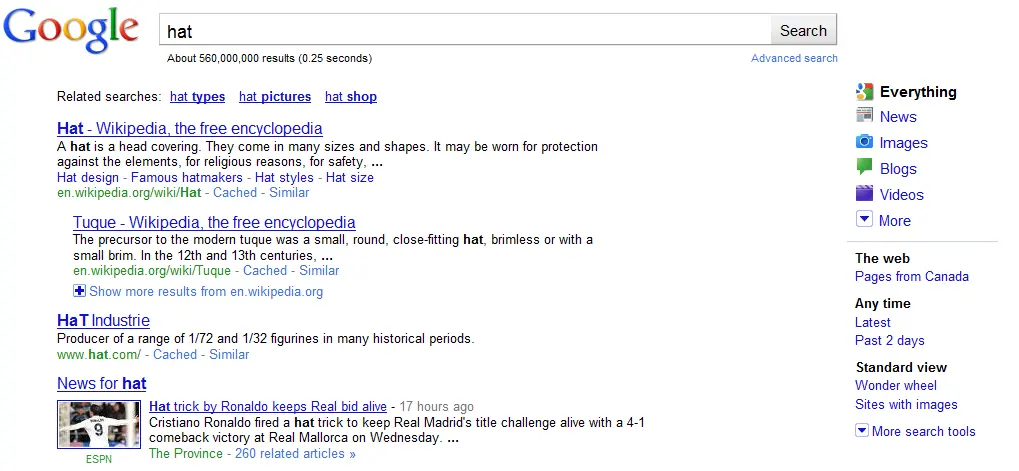 Google
hat
Search
About 560,000,000 results (0.25 seconds)
Advanced search
Related searches: hat types hat pictures hat shop
Hat - Wikipedia, the free encyclopedia
A hat is a head covering. They come in many sizes and shapes. It may be worn for protection
against the elements, for religious reasons, for safety, ...
Hat design - Famous hatmakers - Hat styles - Hat size
en.wikipedia.org/wiki/Hat - Cached - Similar
Tuque - Wikipedia, the free encyclopedia
The precursor to the modern tuque was a small, round, close-fitting hat, brimless or with a
small brim. In the 12th and 13th centuries, ...
en.wikipedia.org/wiki/Tuque - Cached - Similar
Show more results from en.wikipedia.org
HaT Industrie
Producer of a range of 1/72 and 1/32 figurines in many historical periods.
www.hat.com/ - Cached - Similar
News for hat
Hat trick by Ronaldo keeps Real bid alive - 17 hours ago
Cristiano Ronaldo fired a hat trick to keep Real Madrid's title challenge alive with a 4-1
comeback victory at Real Mallorca on Wednesday. ...
The Province - 260 related articles »
RONALDO
9
ESPN
Everything
News
Images
Blogs
Videos
More
The web
Pages from Canada
Any time
Latest
Past 2 days
Standard view
Wonder wheel
Sites with images
More search tools